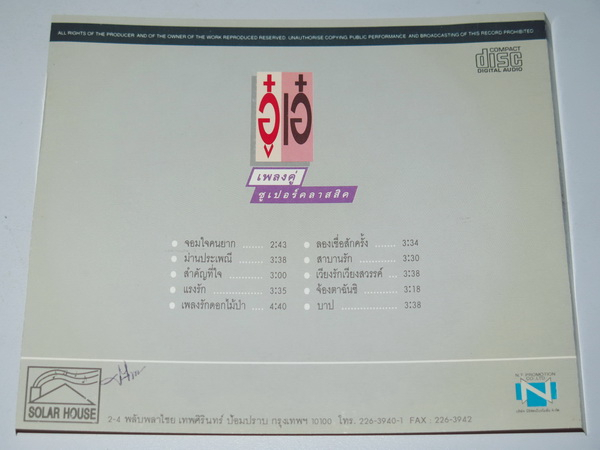 ALL RIGHTS OF THE PRODUCER AND OF THE OWNER OF THE WORK REPRODUCED RESERVED. UNAUTHORISE COPYING PUBLIC PERFORMANCE AND BROADCASTING OF THIS RECORD PROHIBITED
COMPACT
disc
DIGITAL AUDIO
เพลงคู่
ซูเปอร์คลาสสิค
จอมใจคนยาก ..... 2:43
ม่านประเพณี ..... 3:38
สำคัญที่ใจ ..... 3:00
แรงรัก ..... 3:35
เพลงรักดอกไม้ป่า ..... 4:40
ลองเชื่อสักครั้ง ..... 3:34
สาบานรัก ..... 3:30
เวียงรักเวียงสวรรค์ ..... 3:38
จ้องตาฉันซิ ..... 3:18
บาป ..... 3:38
SOLAR HOUSE
N.T. PROMOTION
N
2-4 พลับพลาไชย เทพศิรินทร์ ป้อมปราบ กรุงเทพฯ 10100 โทร. 226-3940-1 FAX : 226-3942